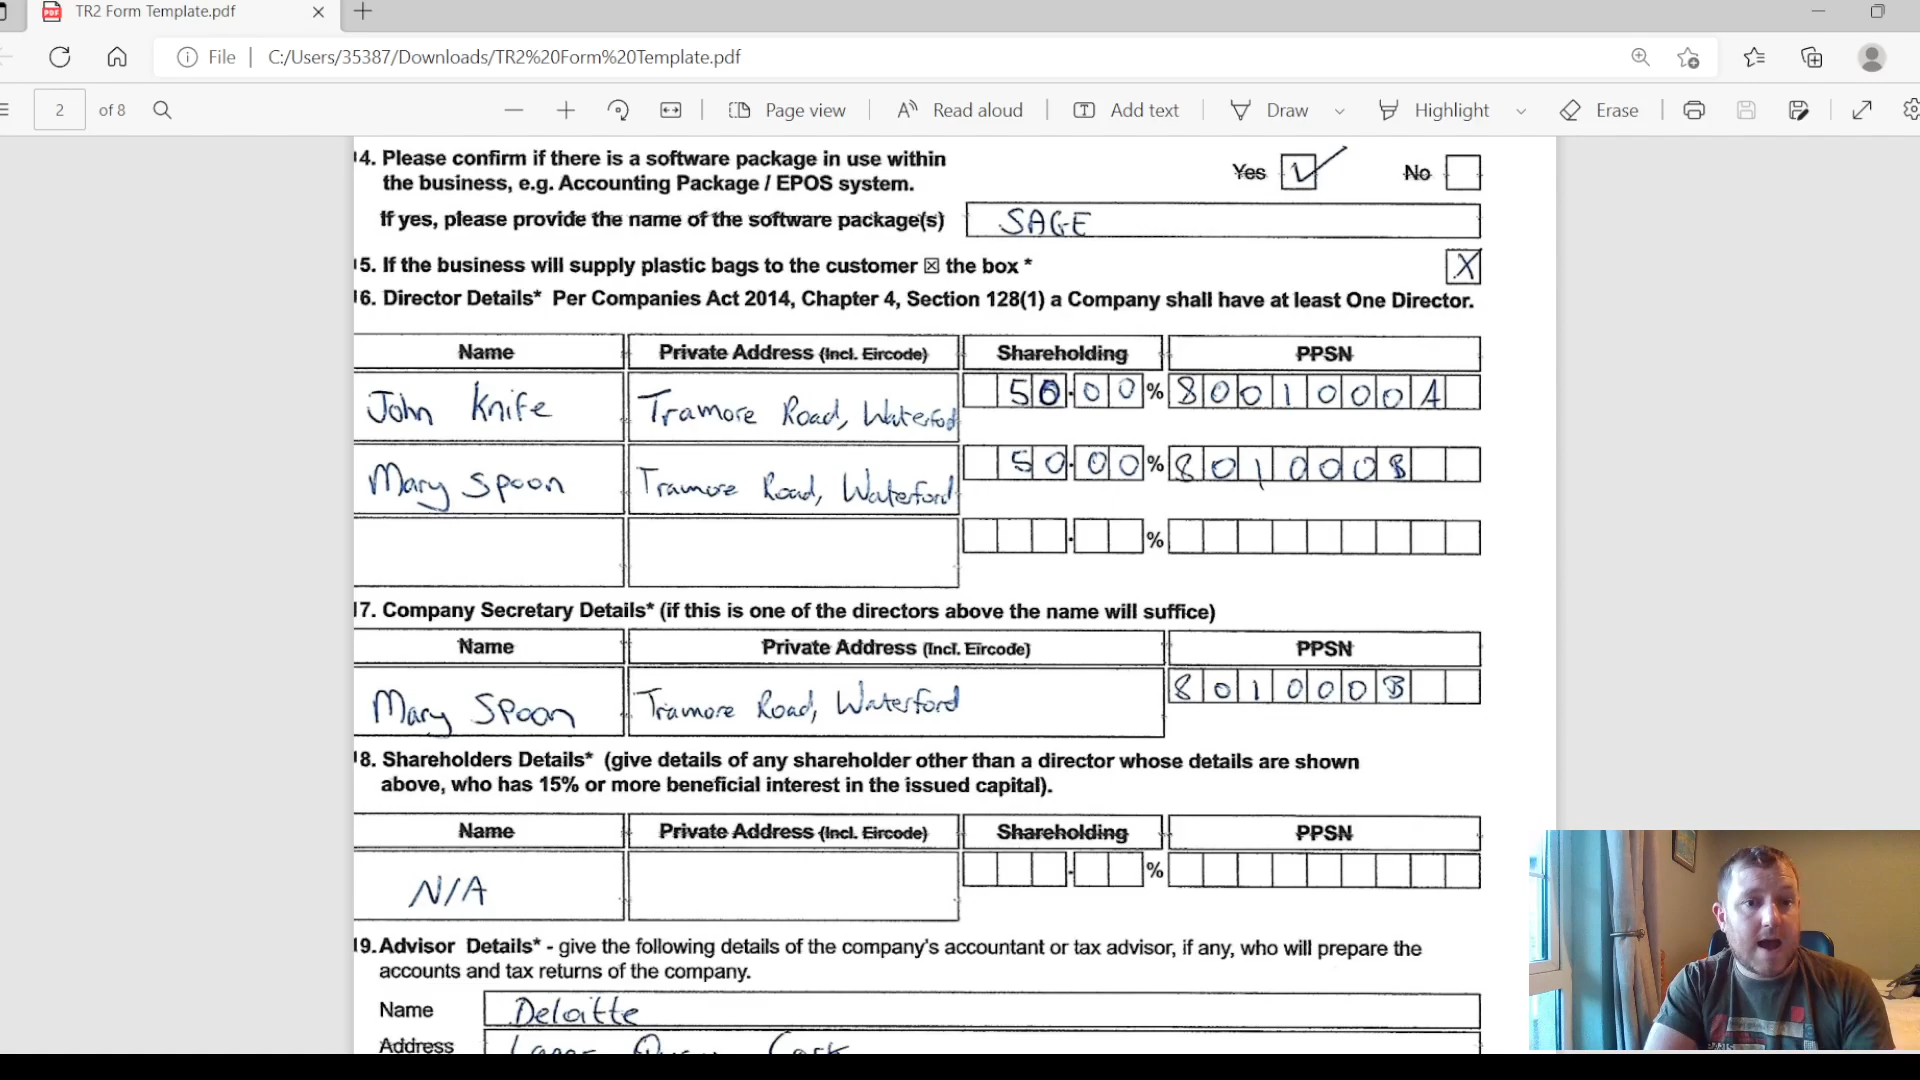 TR2 Form Template.pdf
File C:/Users/35387/Downloads/TR2%20Form%20Template.pdf
2 of 8 Page view Read aloud Add text Draw Highlight Erase
14. Please confirm if there is a software package in use within
the business, e.g. Accounting Package / EPOS system.
Yes No
If yes, please provide the name of the software package(s) SAGE
15. If the business will supply plastic bags to the customer ☒ the box * X
16. Director Details* Per Companies Act 2014, Chapter 4, Section 128(1) a Company shall have at least One Director.
Name Private Address (Incl. Eircode) Shareholding PPSN
John Knife Tramore Road, Waterford 50.00% 8001000A
Mary Spoon Tramore Road, Waterford 50.00% 801000B
. %
17. Company Secretary Details* (if this is one of the directors above the name will suffice)
Name Private Address (Incl. Eircode) PPSN
Mary Spoon Tramore Road, Waterford 801000B
18. Shareholders Details* (give details of any shareholder other than a director whose details are shown
above, who has 15% or more beneficial interest in the issued capital).
Name Private Address (Incl. Eircode) Shareholding PPSN
N/A . %
19. Advisor Details* - give the following details of the company's accountant or tax advisor, if any, who will prepare the
accounts and tax returns of the company.
Name Deloitte
Address Cork